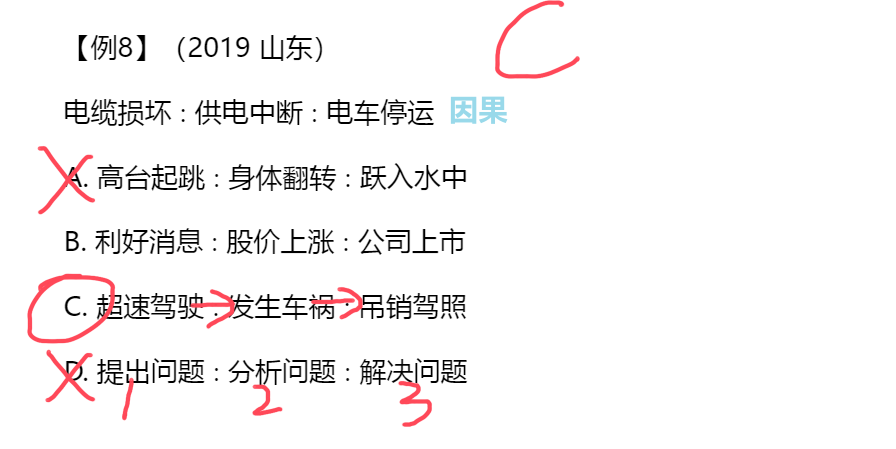 【例8】（2019 山东） C
电缆损坏 : 供电中断 : 电车停运 因果
A. 高台起跳 : 身体翻转 : 跃入水中
B. 利好消息 : 股价上涨 : 公司上市
C. 超速驾驶 : 发生车祸 : 吊销驾照
D. 提出问题 : 分析问题 : 解决问题
1 2 3